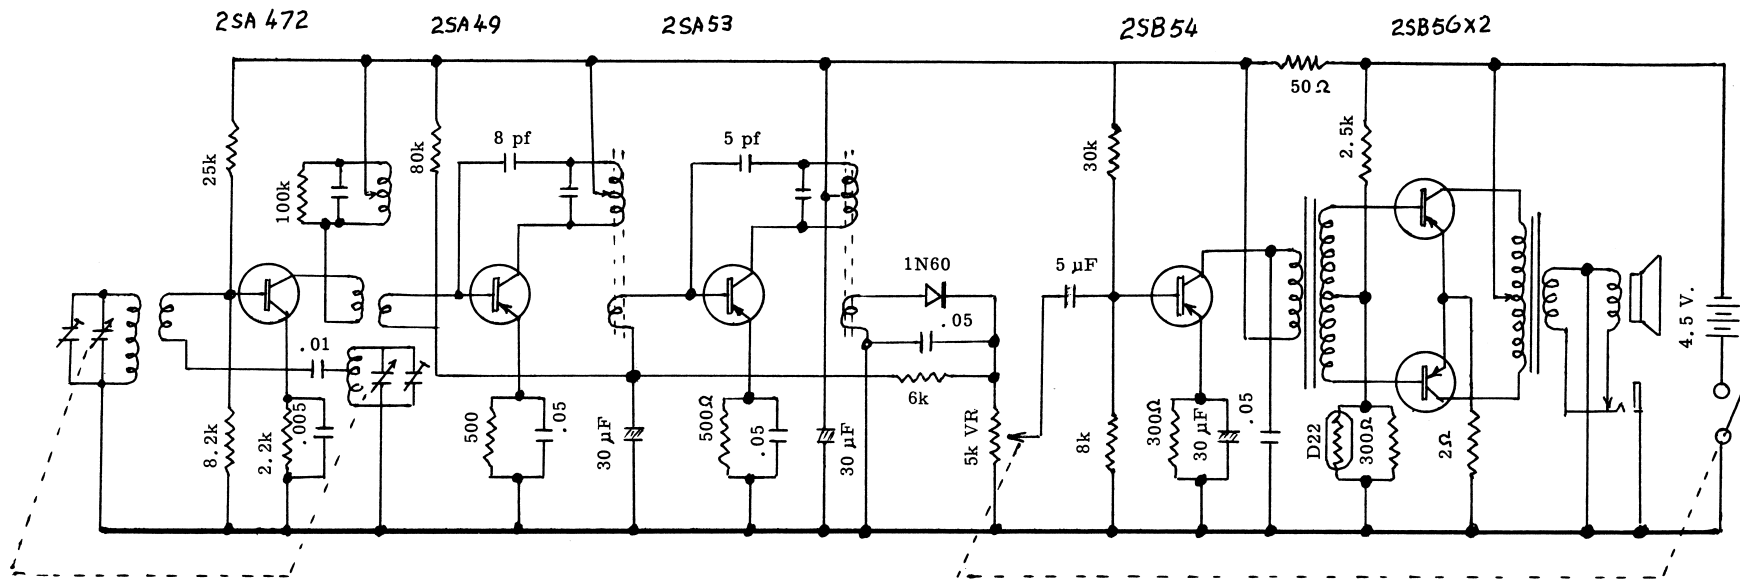 2SA472
2SA49
2SA53
2SB54
2SB56X2
50Ω
8 pf
5 pf
25k
100k
80k
30k
2.5k
1N60
5 µF
.05
4.5 V.
.01
6k
8.2k
2.2k
.005
500
.05
30 µF
500Ω
.05
30 µF
5k VR
8k
300Ω
30 µF
.05
D22
300Ω
2Ω